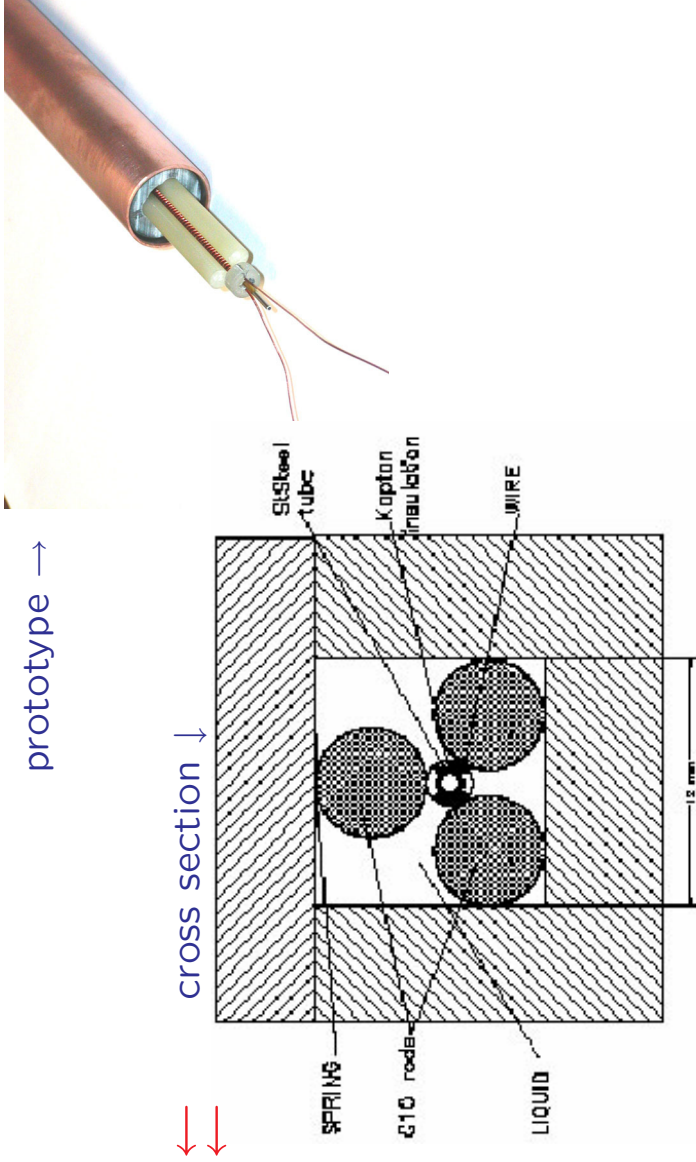 prototype →
cross section ↓
StSteel
tube
Kapton
insulation
WIRE
SPRING
G10 rods
LIQUID
12 mm